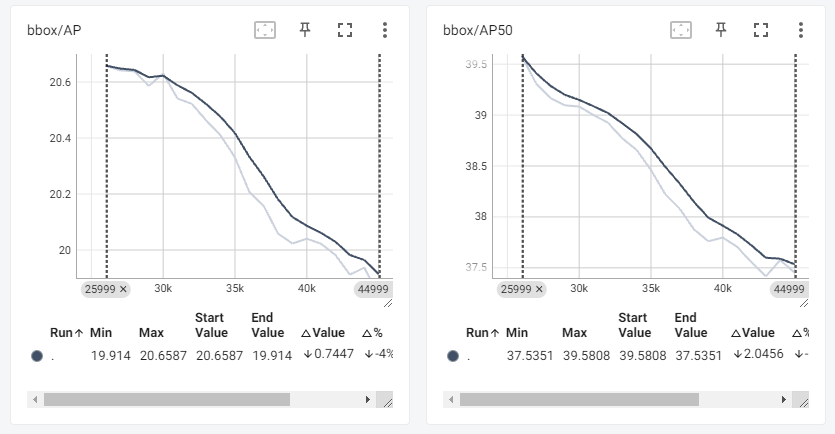 bbox/AP
20.6
20.4
20.2
20
25999 ×
30k
35k
40k
44999
Run↑ Min Max Start Value End Value △Value △%
. 19.914 20.6587 20.6587 19.914 ↓0.7447 ↓-4%
bbox/AP50
39.5
39
38.5
38
37.5
25999 ×
30k
35k
40k
44999
Run↑ Min Max Start Value End Value △Value △%
. 37.5351 39.5808 39.5808 37.5351 ↓2.0456 ↓-